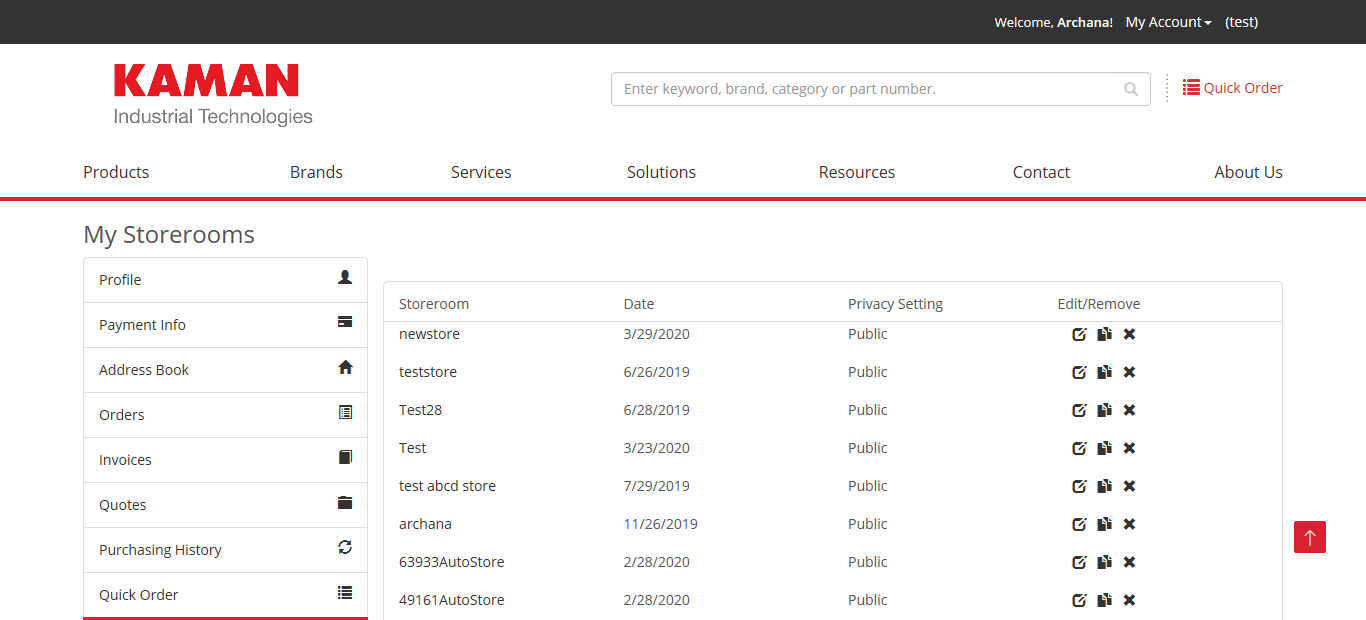 Welcome, Archana! My Account (test)
KAMAN
Industrial Technologies
Enter keyword, brand, category or part number.
Quick Order
Products Brands Services Solutions Resources Contact About Us
My Storerooms
Profile
Payment Info
Address Book
Orders
Invoices
Quotes
Purchasing History
Quick Order
Storeroom Date Privacy Setting Edit/Remove
newstore 3/29/2020 Public
teststore 6/26/2019 Public
Test28 6/28/2019 Public
Test 3/23/2020 Public
test abcd store 7/29/2019 Public
archana 11/26/2019 Public
63933AutoStore 2/28/2020 Public
49161AutoStore 2/28/2020 Public